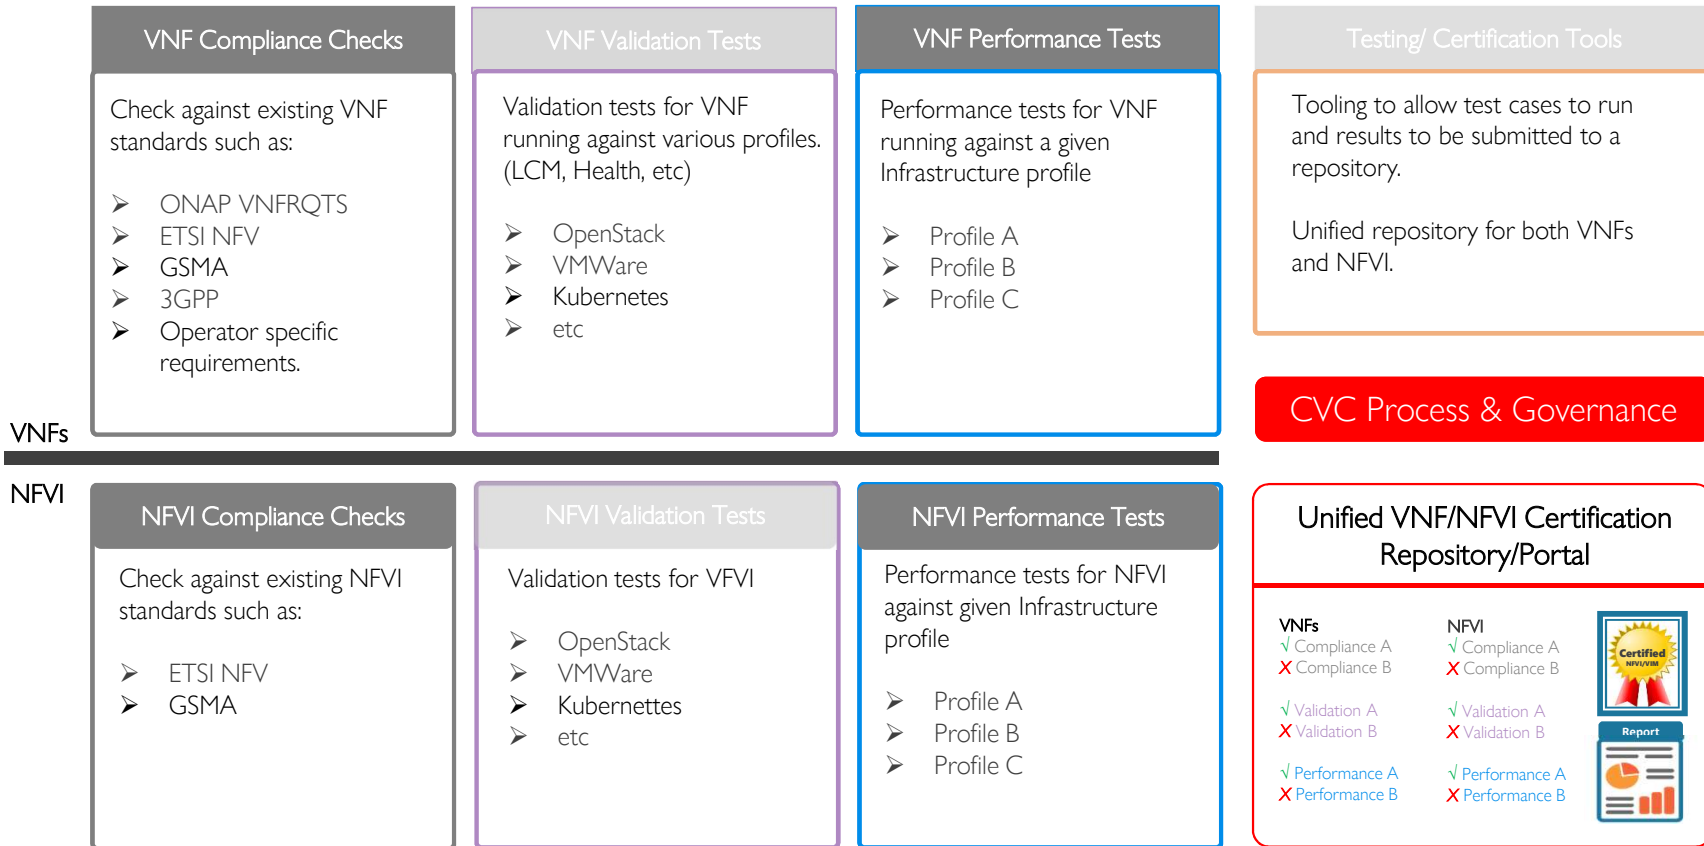 VNF Compliance Checks
Check against existing VNF
standards such as:
➢ ONAP VNFRQTS
➢ ETSI NFV
➢ GSMA
➢ 3GPP
➢ Operator specific
requirements.
VNF Validation Tests
Validation tests for VNF
running against various profiles.
(LCM, Health, etc)
➢ OpenStack
➢ VMWare
➢ Kubernetes
➢ etc
VNF Performance Tests
Performance tests for VNF
running against a given
Infrastructure profile
➢ Profile A
➢ Profile B
➢ Profile C
Testing/ Certification Tools
Tooling to allow test cases to run
and results to be submitted to a
repository.
Unified repository for both VNFs
and NFVI.
CVC Process & Governance
VNFs
NFVI
NFVI Compliance Checks
Check against existing NFVI
standards such as:
➢ ETSI NFV
➢ GSMA
NFVI Validation Tests
Validation tests for VFVI
➢ OpenStack
➢ VMWare
➢ Kubernettes
➢ etc
NFVI Performance Tests
Performance tests for NFVI
against given Infrastructure
profile
➢ Profile A
➢ Profile B
➢ Profile C
Unified VNF/NFVI Certification
Repository/Portal
VNFs
√ Compliance A
X Compliance B
√ Validation A
X Validation B
√ Performance A
X Performance B
NFVI
√ Compliance A
X Compliance B
√ Validation A
X Validation B
√ Performance A
X Performance B
Certified
NFVI/VIM
Report